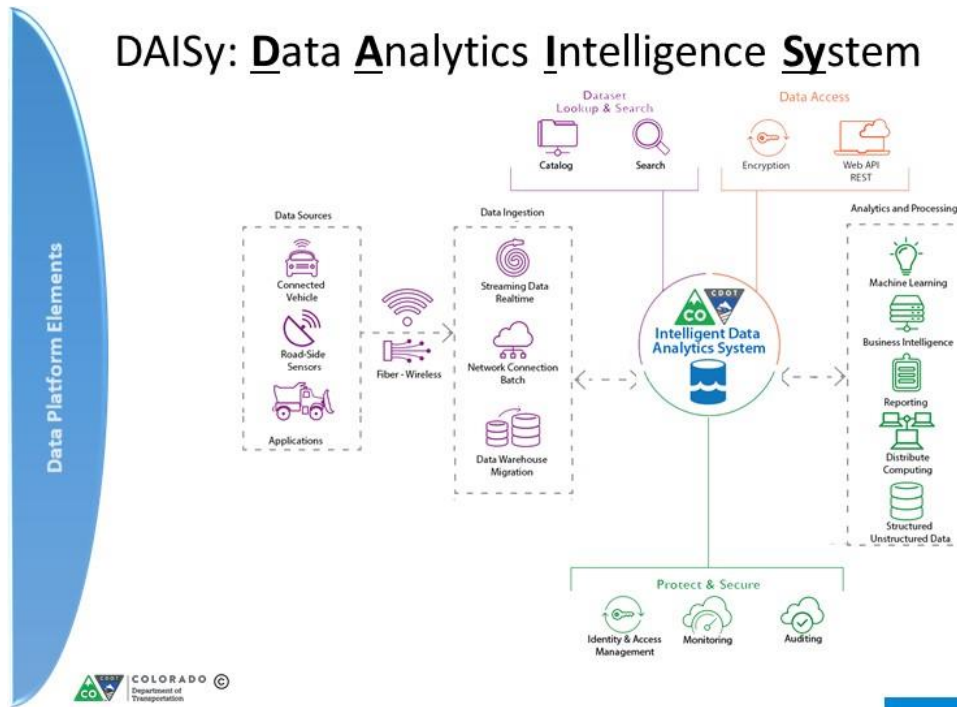 DAISy: Data Analytics Intelligence System
Data Platform Elements
Dataset
Lookup & Search
Catalog
Search
Data Access
Encryption
Web API
REST
Data Sources
Connected
Vehicle
Road-Side
Sensors
Applications
Fiber - Wireless
Data Ingestion
Streaming Data
Realtime
Network Connection
Batch
Data Warehouse
Migration
CO
CDOT
Intelligent Data
Analytics System
Analytics and Processing
Machine Learning
Business Intelligence
Reporting
Distribute
Computing
Structured
Unstructured Data
Protect & Secure
Identity & Access
Management
Monitoring
Auditing
CO
CDOT
COLORADO ©
Department of
Transportation